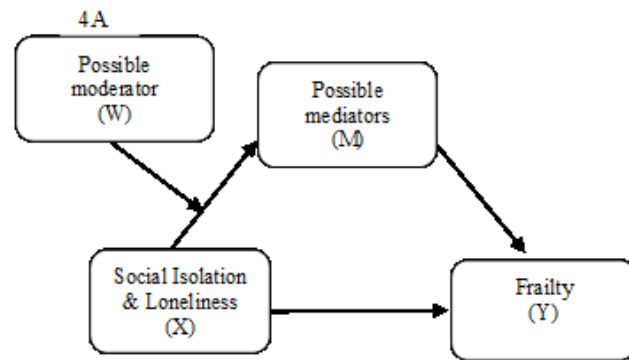 4A
Possible
moderator
(W)
Possible
mediators
(M)
Social Isolation
& Loneliness
(X)
Frailty
(Y)